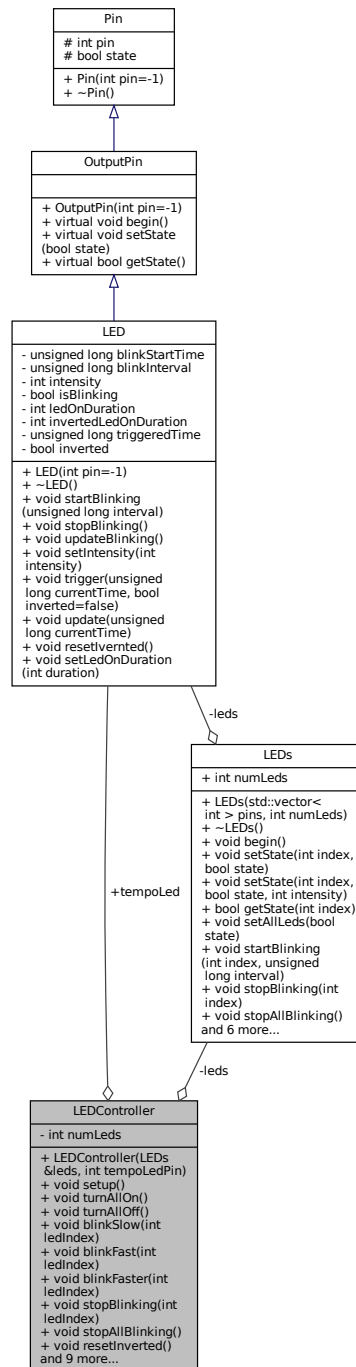 Pin
# int pin
# bool state
+ Pin(int pin=-1)
+ ~Pin()
OutputPin
+ OutputPin(int pin=-1)
+ virtual void begin()
+ virtual void setState
(bool state)
+ virtual bool getState()
LED
- unsigned long blinkStartTime
- unsigned long blinkInterval
- int intensity
- bool isBlinking
- int ledOnDuration
- int invertedLedOnDuration
- unsigned long triggeredTime
- bool inverted
+ LED(int pin=-1)
+ ~LED()
+ void startBlinking
(unsigned long interval)
+ void stopBlinking()
+ void updateBlinking()
+ void setIntensity(int
intensity)
+ void trigger(unsigned
long currentTime, bool
inverted=false)
+ void update(unsigned
long currentTime)
+ void resetIvernted()
+ void setLedOnDuration
(int duration)
-leds
LEDs
+ int numLeds
+ LEDs(std::vector<
int > pins, int numLeds)
+ ~LEDs()
+ void begin()
+ void setState(int index,
bool state)
+ void setState(int index,
bool state, int intensity)
+ bool getState(int index)
+ void setAllLeds(bool
state)
+ void startBlinking
(int index, unsigned
long interval)
+ void stopBlinking(int
index)
+ void stopAllBlinking()
and 6 more...
+tempoLed
-leds
LEDController
- int numLeds
+ LEDController(LEDs
&leds, int tempoLedPin)
+ void setup()
+ void turnAllOn()
+ void turnAllOff()
+ void blinkSlow(int
ledIndex)
+ void blinkFast(int
ledIndex)
+ void blinkFaster(int
ledIndex)
+ void stopBlinking(int
ledIndex)
+ void stopAllBlinking()
+ void resetInverted()
and 9 more...